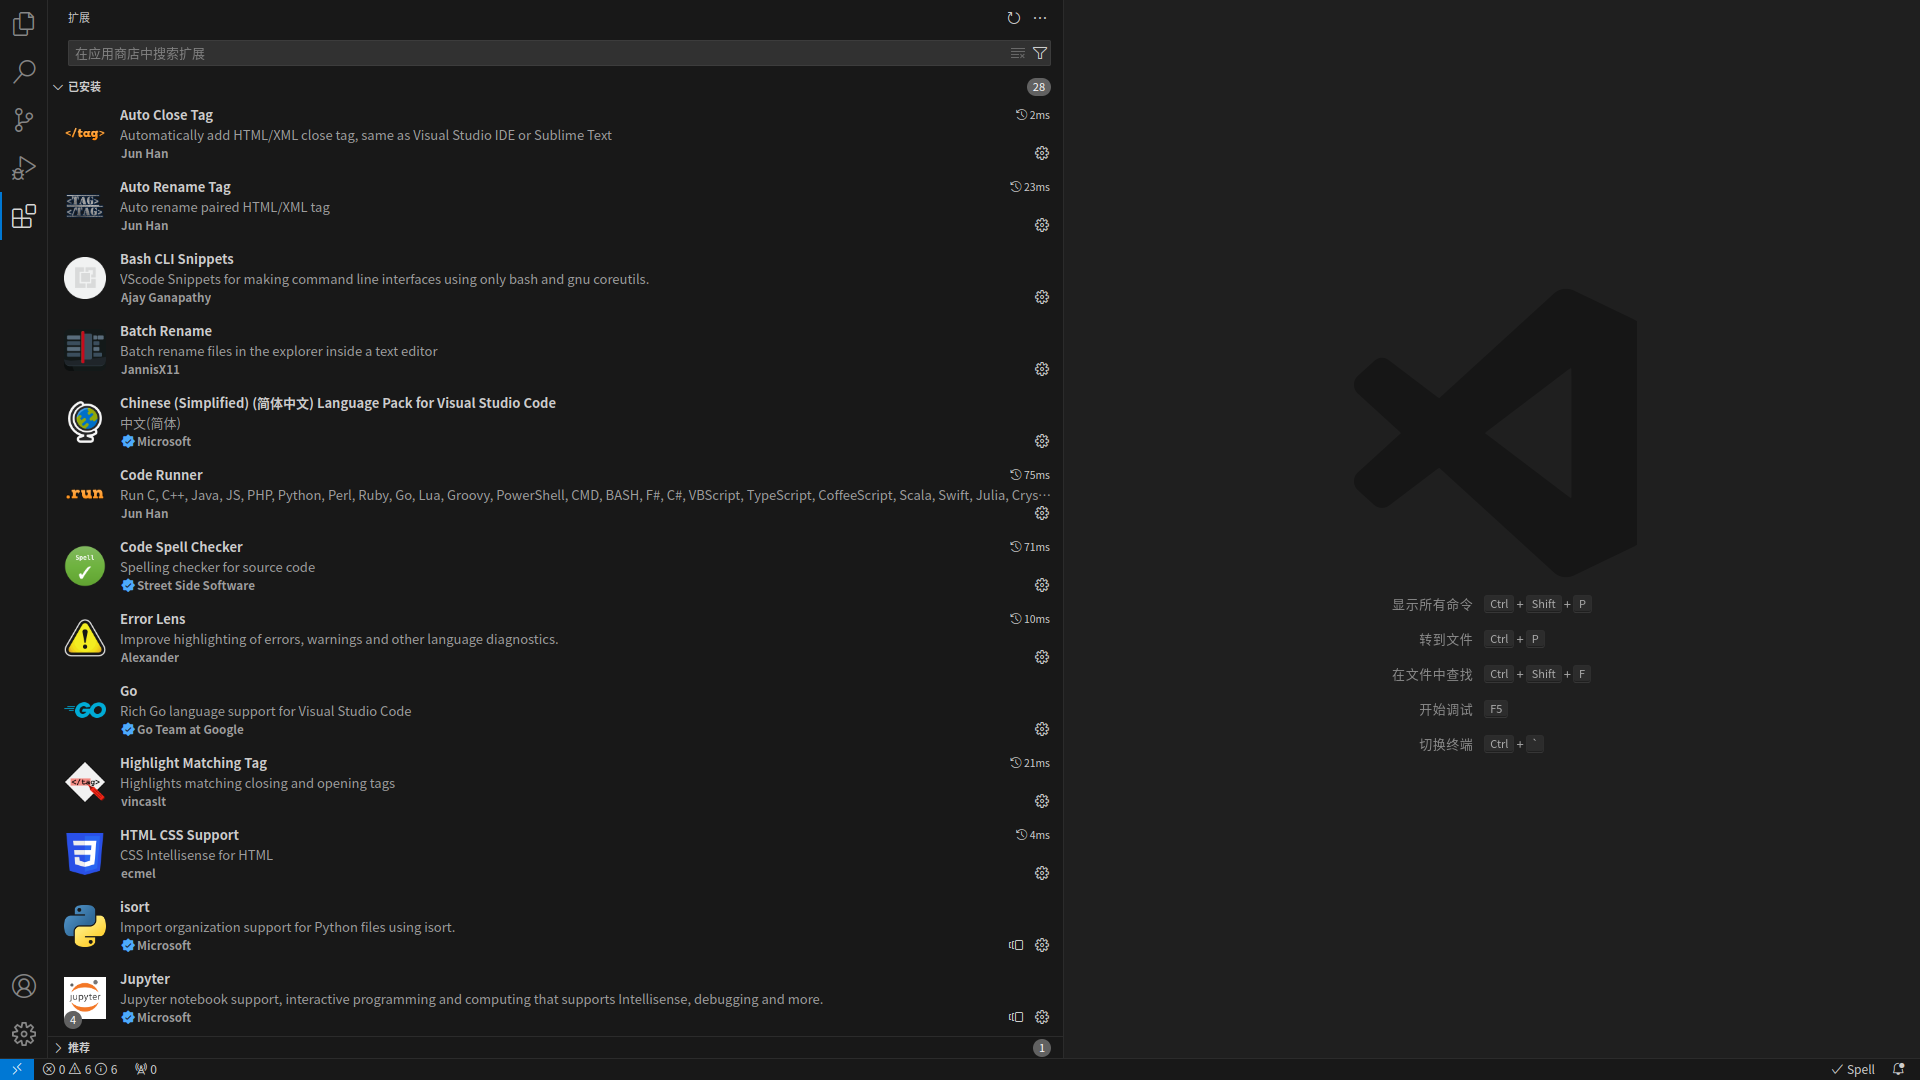 扩展
在应用商店中搜索扩展
已安装
28
</tag>
Auto Close Tag
2ms
Automatically add HTML/XML close tag, same as Visual Studio IDE or Sublime Text
Jun Han
<TAG>
</TAG>
Auto Rename Tag
23ms
Auto rename paired HTML/XML tag
Jun Han
Bash CLI Snippets
VScode Snippets for making command line interfaces using only bash and gnu coreutils.
Ajay Ganapathy
Batch Rename
Batch rename files in the explorer inside a text editor
JannisX11
Chinese (Simplified) (简体中文) Language Pack for Visual Studio Code
中文(简体)
Microsoft
.run
Code Runner
75ms
Run C, C++, Java, JS, PHP, Python, Perl, Ruby, Go, Lua, Groovy, PowerShell, CMD, BASH, F#, C#, VBScript, TypeScript, CoffeeScript, Scala, Swift, Julia, Crys…
Jun Han
Spell
Code Spell Checker
71ms
Spelling checker for source code
Street Side Software
Error Lens
10ms
Improve highlighting of errors, warnings and other language diagnostics.
Alexander
GO
Go
Rich Go language support for Visual Studio Code
Go Team at Google
</tag>
Highlight Matching Tag
21ms
Highlights matching closing and opening tags
vincaslt
HTML CSS Support
4ms
CSS Intellisense for HTML
ecmel
isort
Import organization support for Python files using isort.
Microsoft
jupyter
4
Jupyter
Jupyter notebook support, interactive programming and computing that supports Intellisense, debugging and more.
Microsoft
推荐
1
显示所有命令 Ctrl + Shift + P
转到文件 Ctrl + P
在文件中查找 Ctrl + Shift + F
开始调试 F5
切换终端 Ctrl + `
0 6 6 0
Spell